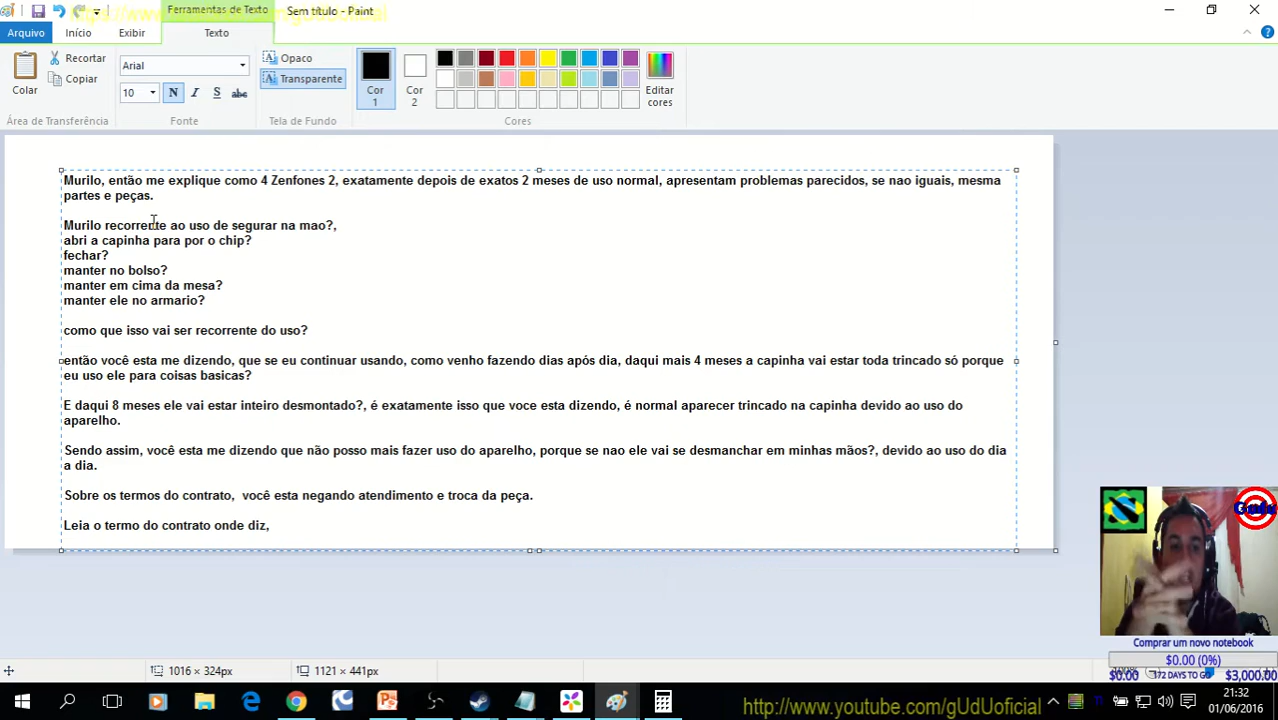 Ferramentas de Texto
Sem título - Paint
Arquivo
Início
Exibir
Texto
Colar
Recortar
Copiar
Arial
10
N
I
S
abc
Opaco
Transparente
Cor
1
Cor
2
Editar
cores
Área de Transferência
Fonte
Tela de Fundo
Cores
Murilo, então me explique como 4 Zenfones 2, exatamente depois de exatos 2 meses de uso normal, apresentam problemas parecidos, se nao iguais, mesma
partes e peças.
Murilo recorrente ao uso de segurar na mao?,
abri a capinha para por o chip?
fechar?
manter no bolso?
manter em cima da mesa?
manter ele no armario?
como que isso vai ser recorrente do uso?
então você esta me dizendo, que se eu continuar usando, como venho fazendo dias após dia, daqui mais 4 meses a capinha vai estar toda trincado só porque
eu uso ele para coisas basicas?
E daqui 8 meses ele vai estar inteiro desmontado?, é exatamente isso que voce esta dizendo, é normal aparecer trincado na capinha devido ao uso do
aparelho.
Sendo assim, você esta me dizendo que não posso mais fazer uso do aparelho, porque se nao ele vai se desmanchar em minhas mãos?, devido ao uso do dia
a dia.
Sobre os termos do contrato,  você esta negando atendimento e troca da peça.
Leia o termo do contrato onde diz,
Gudu
Comprar um novo notebook
$0.00 (0%)
$0.00
172 DAYS TO GO
$3,000.00
1016 × 324px
1121 × 441px
100%
http://www.youtube.com/gUdUoficial
21:32
01/06/2016